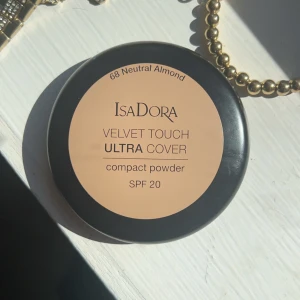 68 Neutral Almond
ISADORA
VELVET TOUCH
ULTRA COVER
compact powder
SPF 20